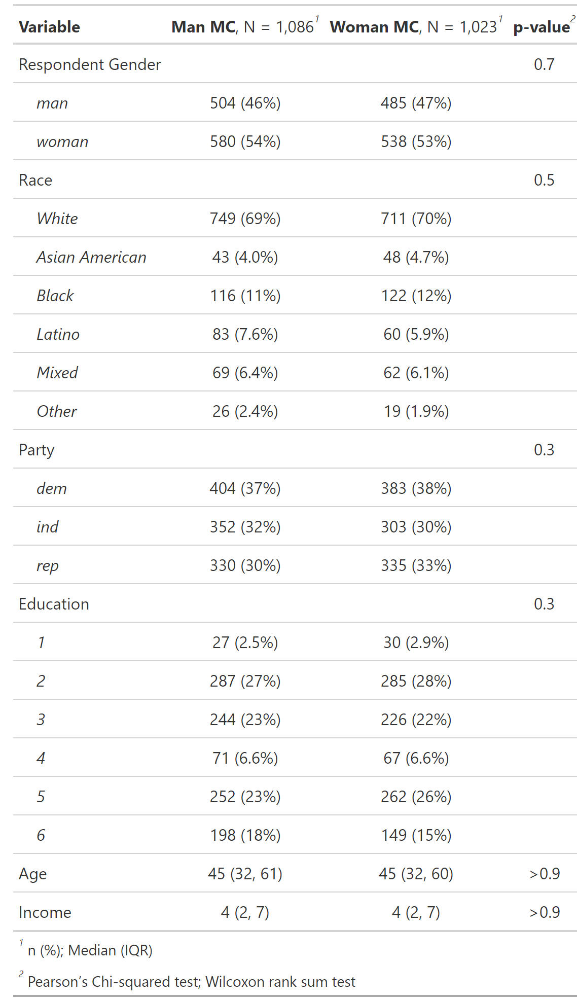 Variable Man MC, N = 1,086¹ Woman MC, N = 1,023¹ p-value²
Respondent Gender 0.7
man 504 (46%) 485 (47%)
woman 580 (54%) 538 (53%)
Race 0.5
White 749 (69%) 711 (70%)
Asian American 43 (4.0%) 48 (4.7%)
Black 116 (11%) 122 (12%)
Latino 83 (7.6%) 60 (5.9%)
Mixed 69 (6.4%) 62 (6.1%)
Other 26 (2.4%) 19 (1.9%)
Party 0.3
dem 404 (37%) 383 (38%)
ind 352 (32%) 303 (30%)
rep 330 (30%) 335 (33%)
Education 0.3
1 27 (2.5%) 30 (2.9%)
2 287 (27%) 285 (28%)
3 244 (23%) 226 (22%)
4 71 (6.6%) 67 (6.6%)
5 252 (23%) 262 (26%)
6 198 (18%) 149 (15%)
Age 45 (32, 61) 45 (32, 60) >0.9
Income 4 (2, 7) 4 (2, 7) >0.9
¹ n (%); Median (IQR)
² Pearson’s Chi-squared test; Wilcoxon rank sum test